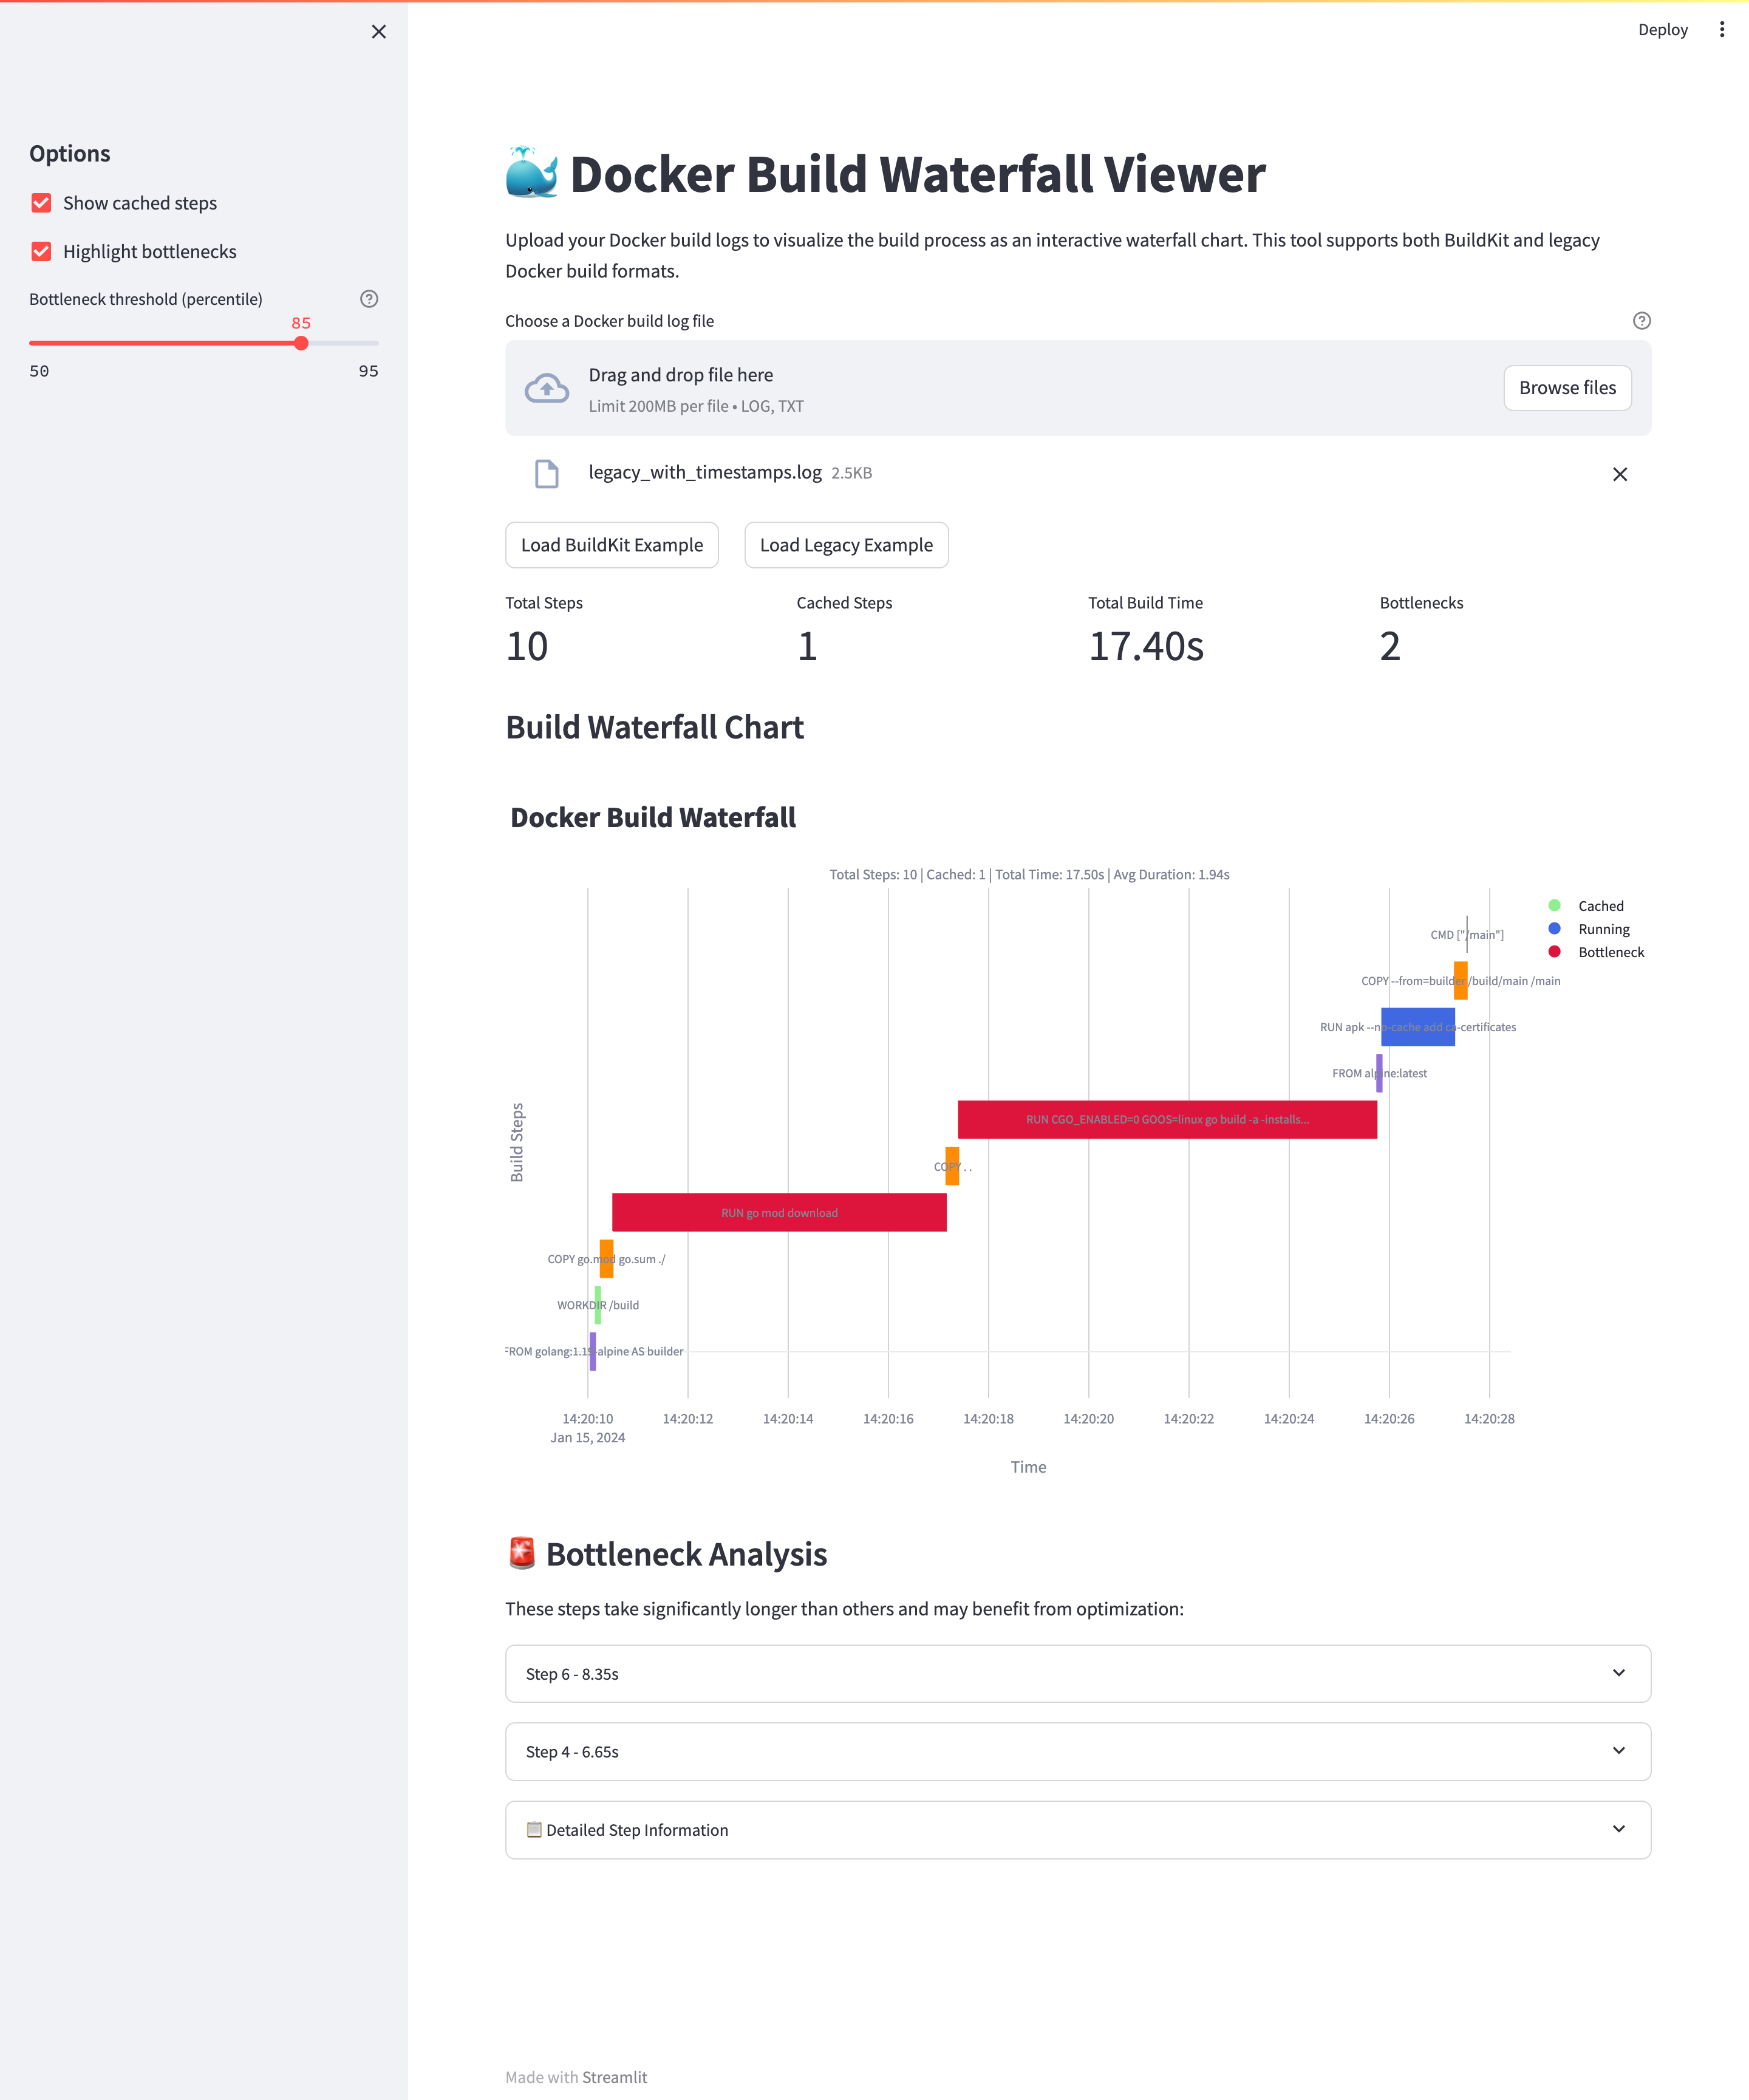 Deploy
Options
Show cached steps
Highlight bottlenecks
Bottleneck threshold (percentile)
85
50
95
Docker Build Waterfall Viewer
Upload your Docker build logs to visualize the build process as an interactive waterfall chart. This tool supports both BuildKit and legacy
Docker build formats.
Choose a Docker build log file
Drag and drop file here
Limit 200MB per file • LOG, TXT
Browse files
legacy_with_timestamps.log 2.5KB
Load BuildKit Example
Load Legacy Example
Total Steps
Cached Steps
Total Build Time
Bottlenecks
10
1
17.40s
2
Build Waterfall Chart
Docker Build Waterfall
Total Steps: 10 | Cached: 1 | Total Time: 17.50s | Avg Duration: 1.94s
Cached
Running
Bottleneck
CMD ["/main"]
COPY --from=builder /build/main /main
RUN apk --no-cache add ca-certificates
FROM alpine:latest
RUN CGO_ENABLED=0 GOOS=linux go build -a -installs...
COPY . .
RUN go mod download
COPY go.mod go.sum ./
WORKDIR /build
FROM golang:1.19-alpine AS builder
Build Steps
14:20:10
14:20:12
14:20:14
14:20:16
14:20:18
14:20:20
14:20:22
14:20:24
14:20:26
14:20:28
Jan 15, 2024
Time
Bottleneck Analysis
These steps take significantly longer than others and may benefit from optimization:
Step 6 - 8.35s
Step 4 - 6.65s
Detailed Step Information
Made with Streamlit